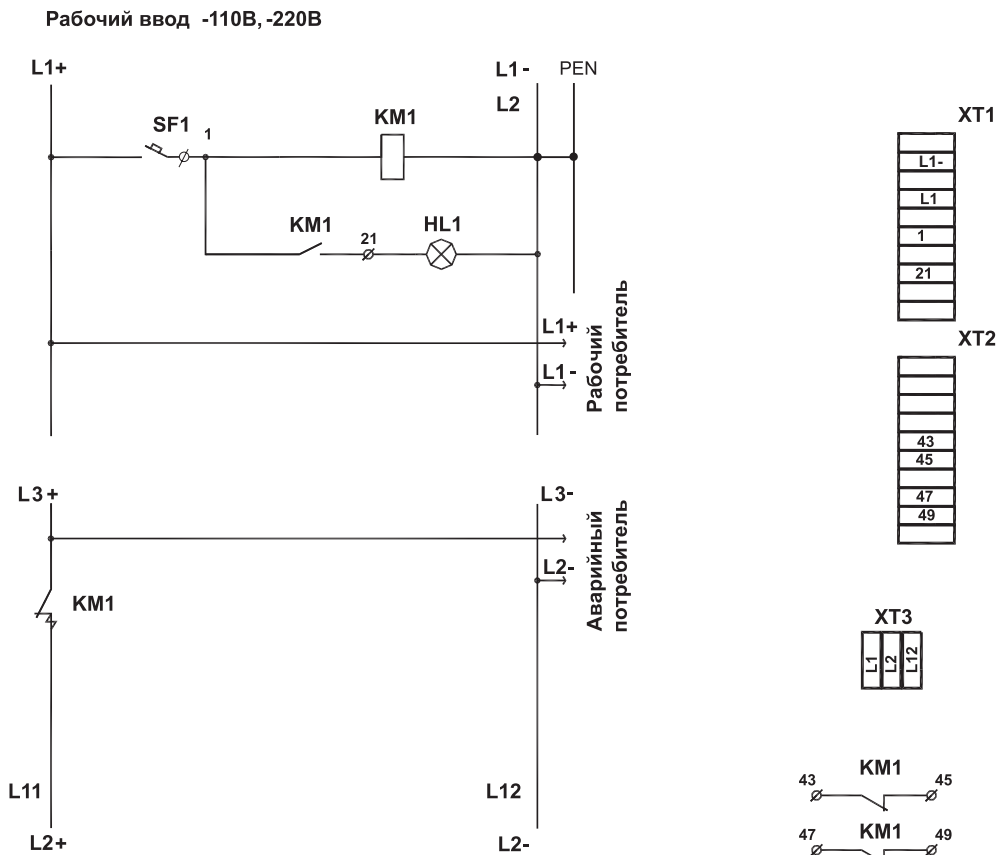 Рабочий ввод -110В, -220В
L1+
L1-
PEN
L2
SF1
1
KM1
KM1
21
HL1
L1+
L1-
Рабочий
потребитель
L3+
L3-
L2-
Аварийный
потребитель
KM1
L11
L12
L2+
L2-
XT1
L1-
L1
1
21
XT2
43
45
47
49
XT3
L1
L2
L12
43
KM1
45
47
KM1
49